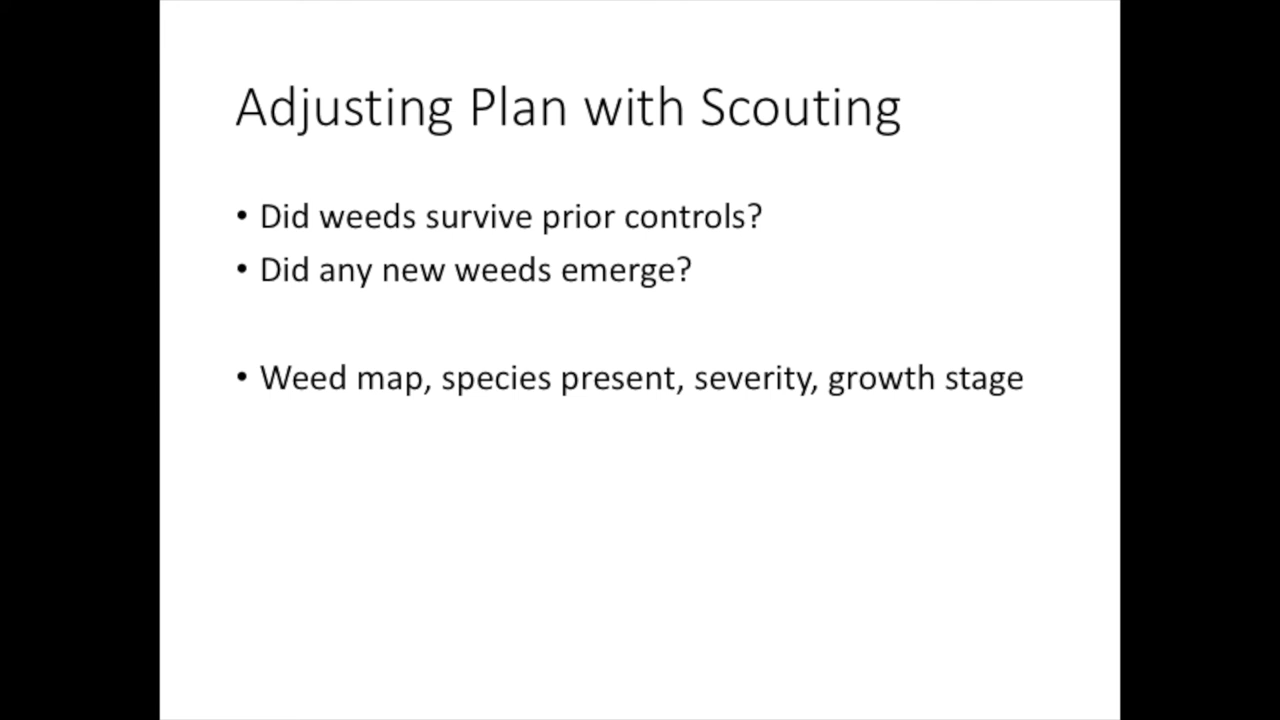 Adjusting Plan with Scouting
• Did weeds survive prior controls?
• Did any new weeds emerge?
• Weed map, species present, severity, growth stage